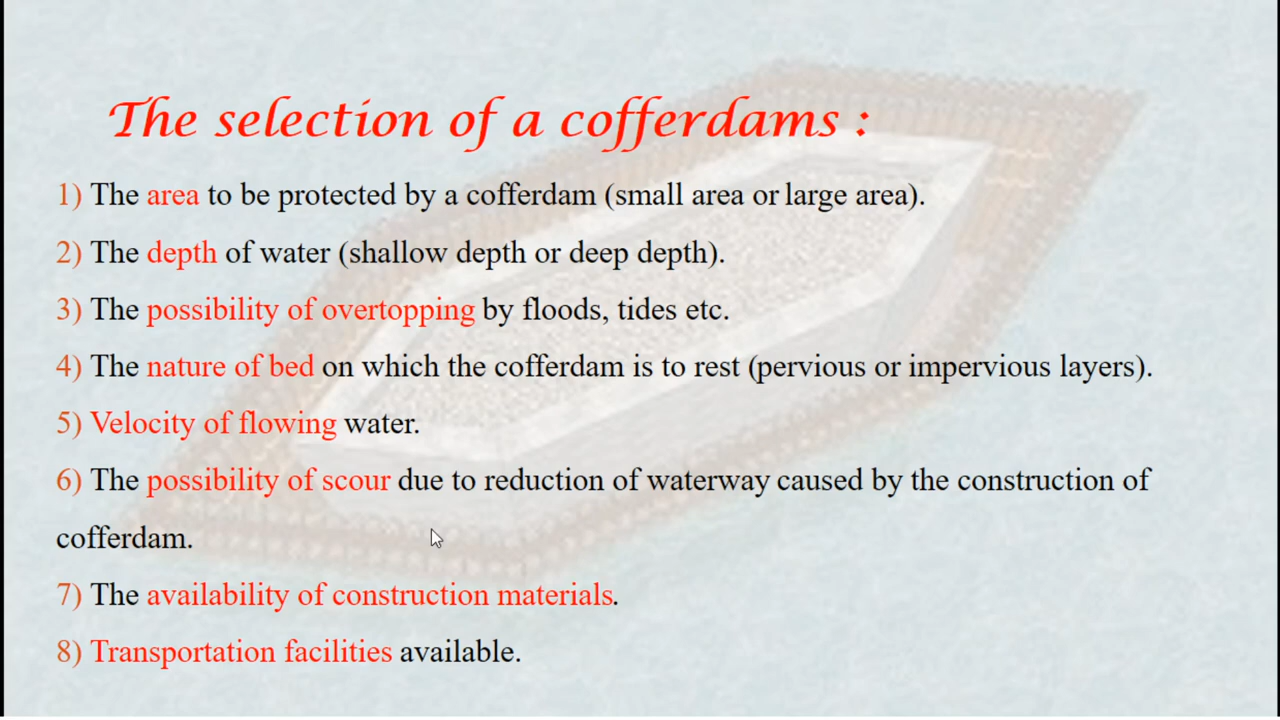 The selection of a cofferdams :
1) The area to be protected by a cofferdam (small area or large area).
2) The depth of water (shallow depth or deep depth).
3) The possibility of overtopping by floods, tides etc.
4) The nature of bed on which the cofferdam is to rest (pervious or impervious layers).
5) Velocity of flowing water.
6) The possibility of scour due to reduction of waterway caused by the construction of
cofferdam.
7) The availability of construction materials.
8) Transportation facilities available.